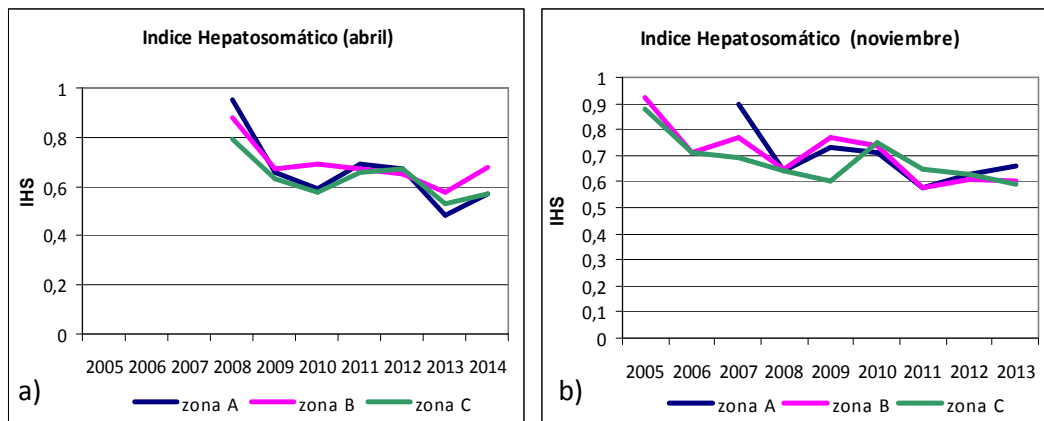 Indice Hepatosomático (abril)
1
0,8
0,6
0,4
0,2
0
IHS
2005 2006 2007 2008 2009 2010 2011 2012 2013 2014
a)
zona A zona B zona C
Indice Hepatosomático (noviembre)
1
0,9
0,8
0,7
0,6
0,5
0,4
0,3
0,2
0,1
0
IHS
2005 2006 2007 2008 2009 2010 2011 2012 2013
b)
zona A zona B zona C